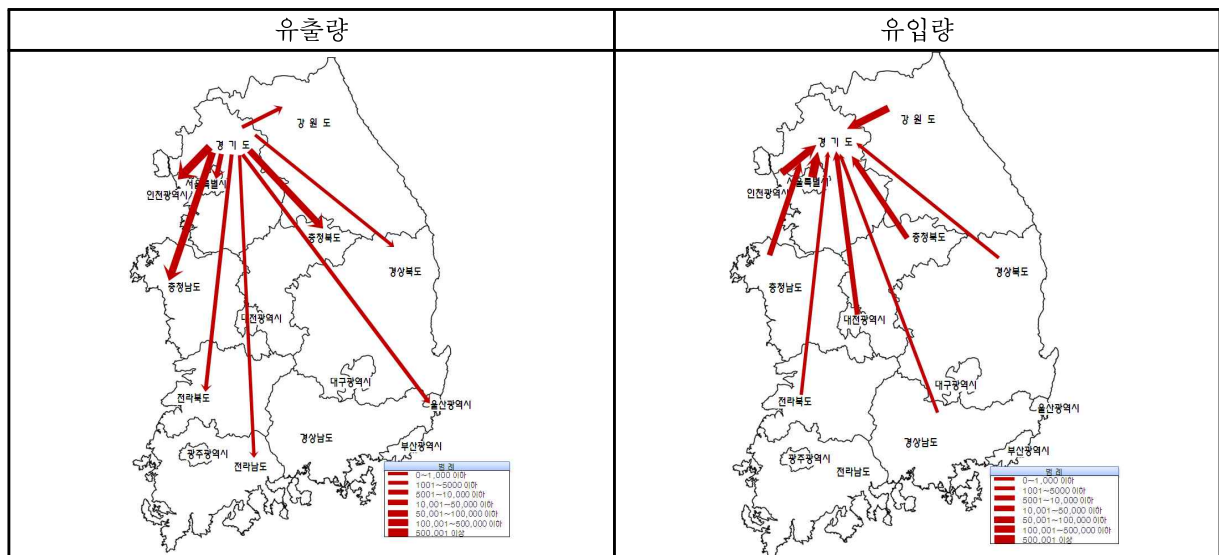 유출량
유입량
강 원 도
경 기 도
서울특별시
인천광역시
충청북도
경상북도
충청남도
대전광역시
대구광역시
전라북도
울산광역시
경상남도
부산광역시
광주광역시
전라남도
범 례
0~1,000 이하
1001~5000 이하
5001~10,000 이하
10,001~50,000 이하
50,001~100,000 이하
100,001~500,000 이하
500,001 이상
강 원 도
경 기 도
서울특별시
인천광역시
충청북도
경상북도
충청남도
대전광역시
대구광역시
전라북도
울산광역시
경상남도
부산광역시
광주광역시
전라남도
범 례
0~1,000 이하
1001~5000 이하
5001~10,000 이하
10,001~50,000 이하
50,001~100,000 이하
100,001~500,000 이하
500,001 이상